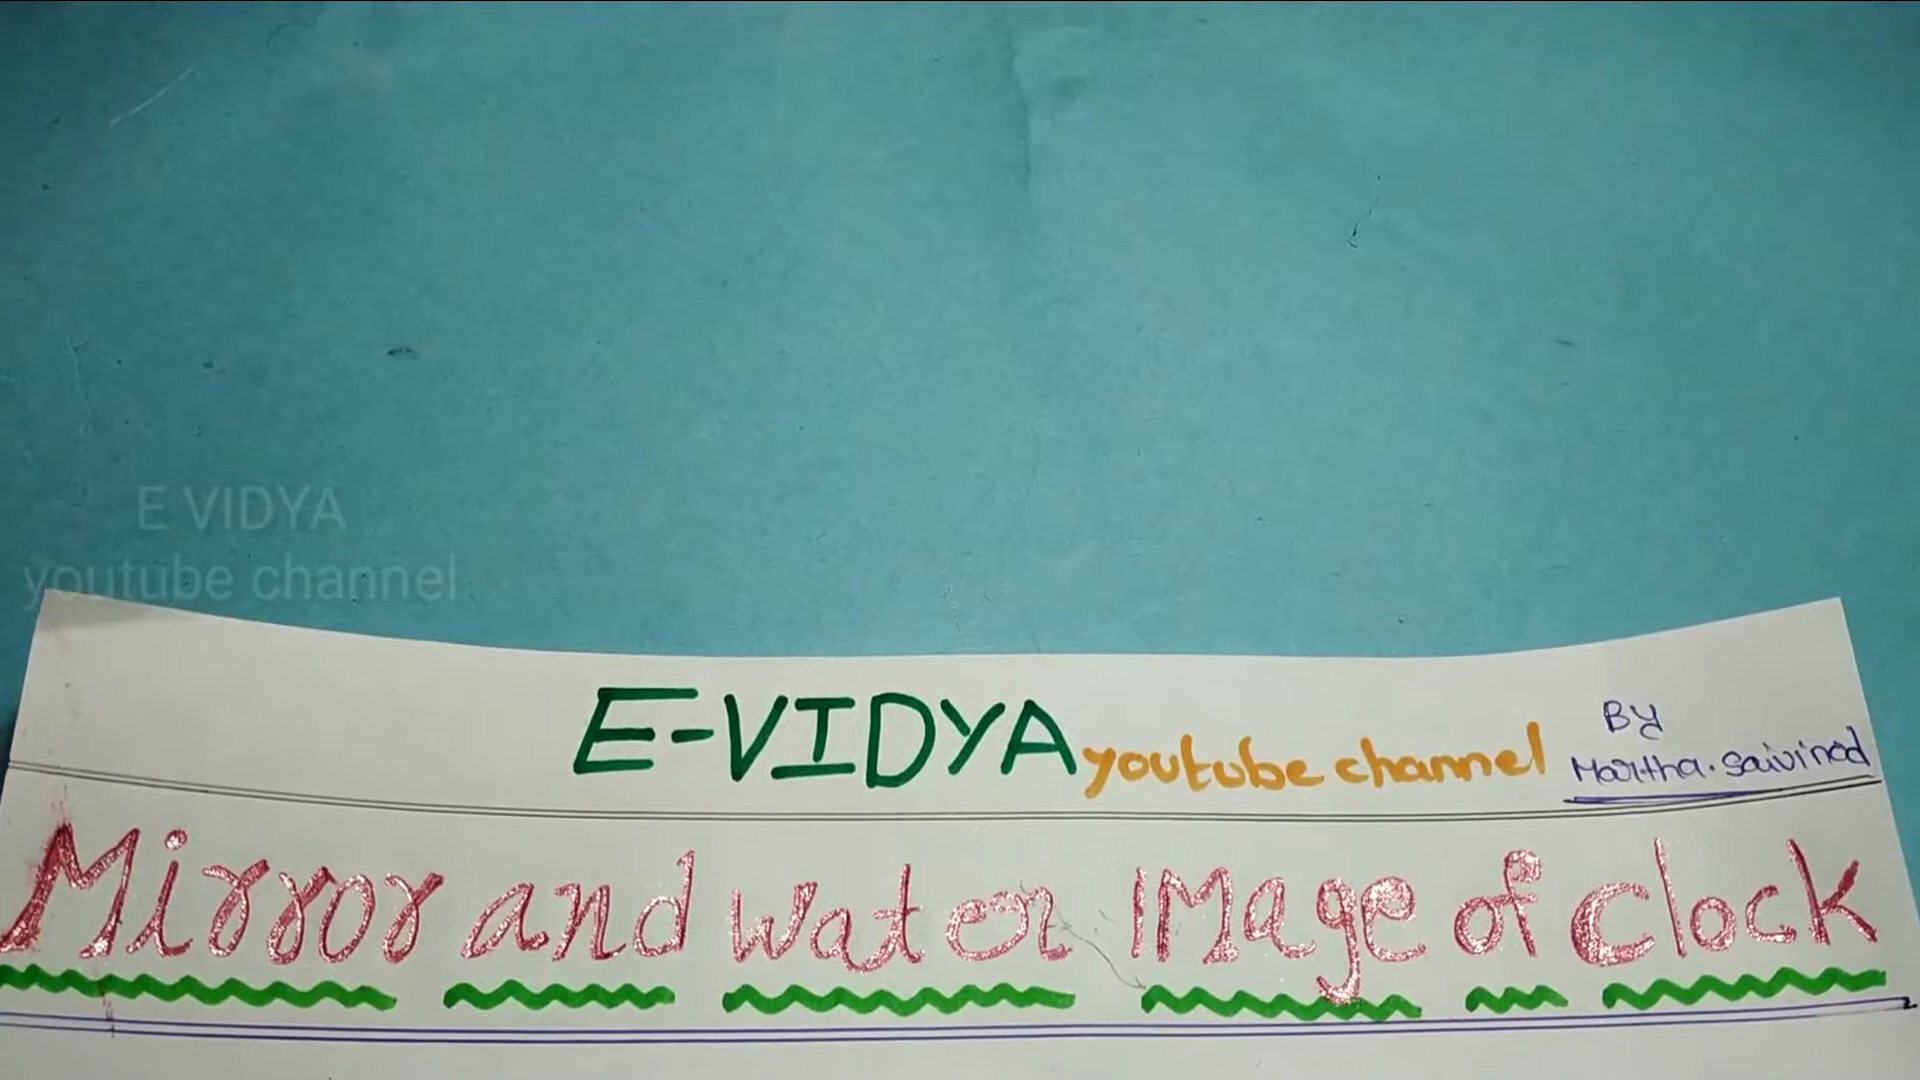 E VIDYA
youtube channel
E-VIDYA youtube channel By
Martha. Saivinod
Mirror and water IMage of clock